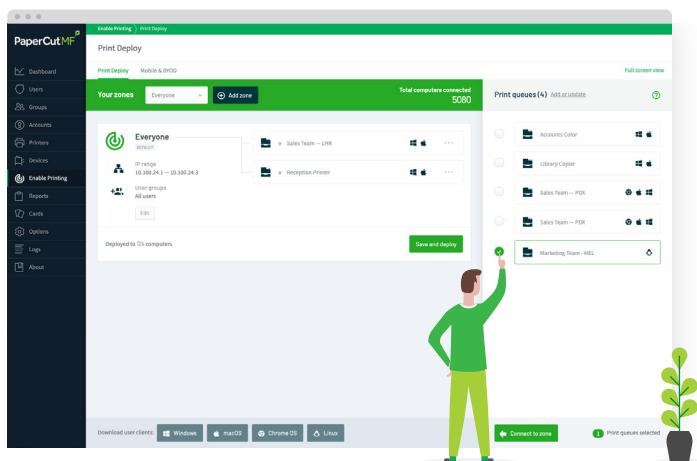 PaperCut MF
Enable Printing
Print Deploy
Print Deploy
Print Deploy
Mobile & BYOD
Full screen view
Dashboard
Users
Groups
Accounts
Printers
Devices
Enable Printing
Reports
Cards
Options
Logs
About
Your zones
Everyone
Add zone
Total computers connected
5080
Everyone
DEFAULT
IP range
10.100.24.1 — 10.100.24.3
User groups
All users
Edit
Sales Team — LHR
Reception Printer
Deployed to 124 computers
Save and deploy
Print queues (4) Add or update
Accounts Color
Library Copier
Sales Team — PDX
Sales Team — PDX
Marketing Team - MEL
Download user clients:
Windows
macOS
Chrome OS
Linux
Connect to zone
1 Print queues selected